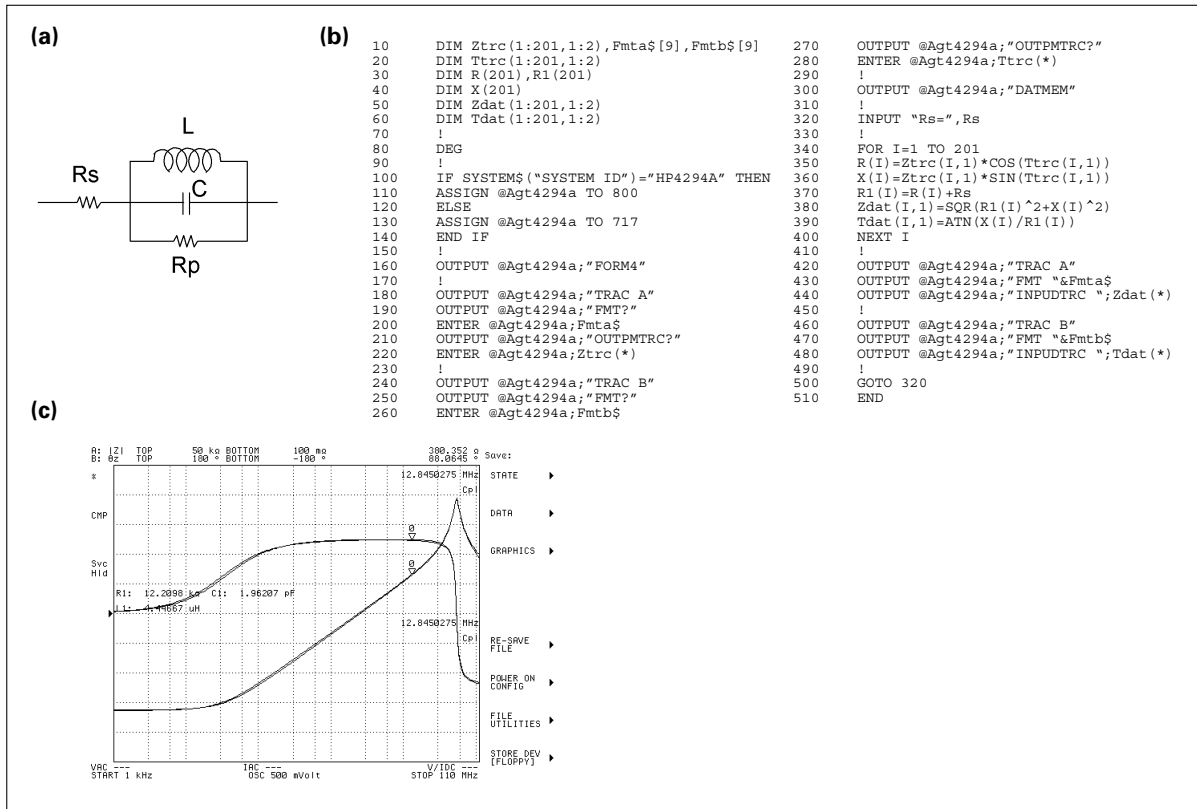 (a)
L
Rs
C
Rp
(b)
10 DIM Ztrc(1:201,1:2),Fmta$[9],Fmtb$[9]
20 DIM Ttrc(1:201,1:2)
30 DIM R(201),R1(201)
40 DIM X(201)
50 DIM Zdat(1:201,1:2)
60 DIM Tdat(1:201,1:2)
70 !
80 DEG
90 !
100 IF SYSTEM$(“SYSTEM ID”)=”HP4294A” THEN
110 ASSIGN @Agt4294a TO 800
120 ELSE
130 ASSIGN @Agt4294a TO 717
140 END IF
150 !
160 OUTPUT @Agt4294a;”FORM4”
170 !
180 OUTPUT @Agt4294a;”TRAC A”
190 OUTPUT @Agt4294a;”FMT?”
200 ENTER @Agt4294a;Fmta$
210 OUTPUT @Agt4294a;”OUTPMTRC?”
220 ENTER @Agt4294a;Ztrc(*)
230 !
240 OUTPUT @Agt4294a;”TRAC B”
250 OUTPUT @Agt4294a;”FMT?”
260 ENTER @Agt4294a;Fmtb$
270 OUTPUT @Agt4294a;”OUTPMTRC?”
280 ENTER @Agt4294a;Ttrc(*)
290 !
300 OUTPUT @Agt4294a;”DATMEM”
310 !
320 INPUT “Rs=”,Rs
330 !
340 FOR I=1 TO 201
350 R(I)=Ztrc(I,1)*COS(Ttrc(I,1))
360 X(I)=Ztrc(I,1)*SIN(Ttrc(I,1))
370 R1(I)=R(I)+Rs
380 Zdat(I,1)=SQR(R1(I)^2+X(I)^2)
390 Tdat(I,1)=ATN(X(I)/R1(I))
400 NEXT I
410 !
420 OUTPUT @Agt4294a;”TRAC A”
430 OUTPUT @Agt4294a;”FMT “&Fmta$
440 OUTPUT @Agt4294a;”INPUDTRC “;Zdat(*)
450 !
460 OUTPUT @Agt4294a;”TRAC B”
470 OUTPUT @Agt4294a;”FMT “&Fmtb$
480 OUTPUT @Agt4294a;”INPUDTRC “;Tdat(*)
490 !
500 GOTO 320
510 END
(c)
A: |Z| TOP 50 kΩ BOTTOM 100 mΩ 380.352 Ω
B: θz TOP 180 ° BOTTOM -180 ° 88.0645 °
Save:
* 12.8450275 MHz
Cpl
STATE
CMP
DATA
0
GRAPHICS
Svc
Hld
0
R1: 12.2098 kΩ C1: 1.96207 pF
L1: uH
12.8450275 MHz
Cpl
RE-SAVE
FILE
POWER ON
CONFIG
FILE
UTILITIES
STORE DEV
[FLOPPY]
VAC --- IAC --- V/IDC ---
START 1 kHz OSC 500 mVolt STOP 110 MHz